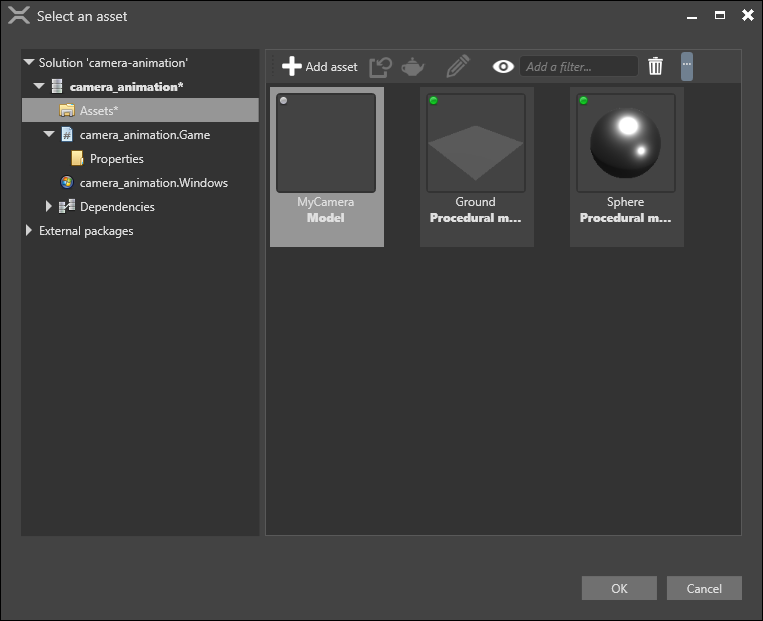 Select an asset
Solution 'camera-animation'
camera_animation*
Assets*
camera_animation.Game
Properties
camera_animation.Windows
Dependencies
External packages
Add asset
Add a filter...
MyCamera
Model
Ground
Procedural m...
Sphere
Procedural m...
OK
Cancel